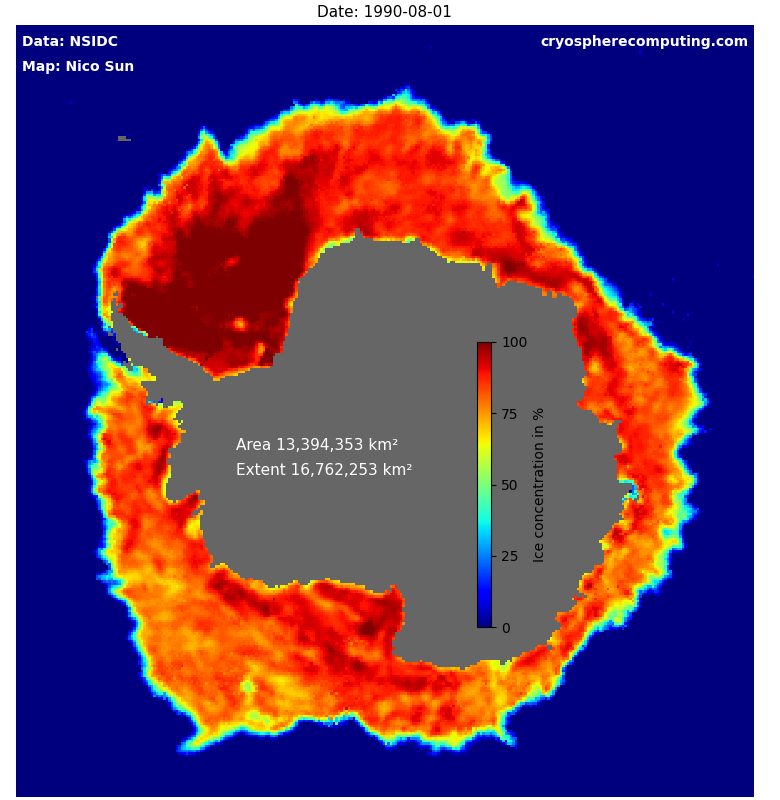 Date: 1990-08-01
Data: NSIDC
cryospherecomputing.com
Map: Nico Sun
100
75
50
25
0
Ice concentration in %
Area 13,394,353 km²
Extent 16,762,253 km²